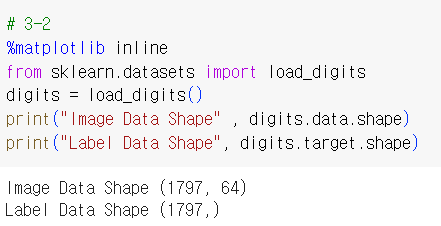 # 3-2
%matplotlib inline
from sklearn.datasets import load_digits
digits = load_digits()
print("Image Data Shape" , digits.data.shape)
print("Label Data Shape", digits.target.shape)
Image Data Shape (1797, 64)
Label Data Shape (1797,)